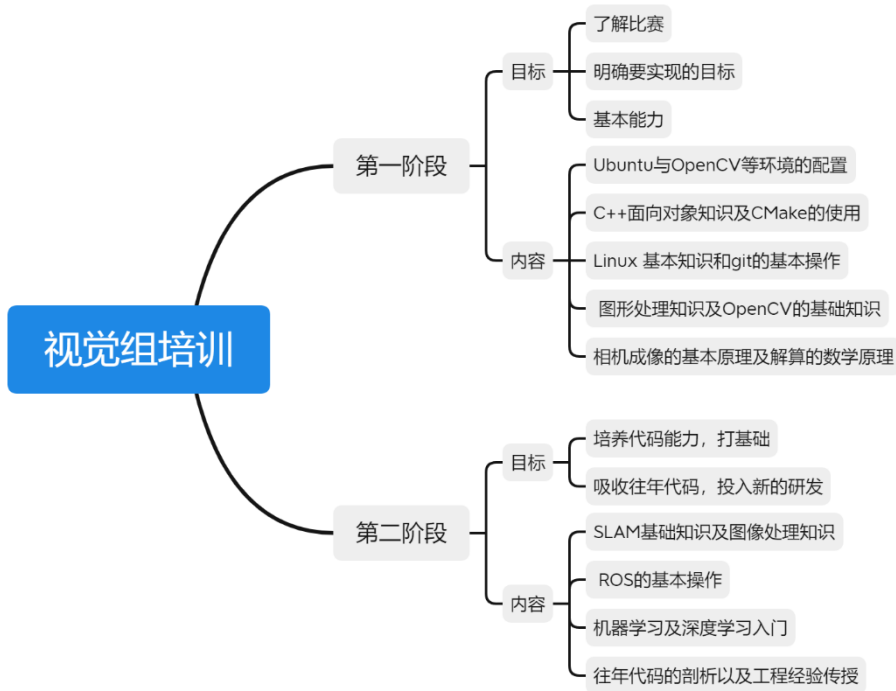 视觉组培训
第一阶段
目标
了解比赛
明确要实现的目标
基本能力
内容
Ubuntu与OpenCV等环境的配置
C++面向对象知识及CMake的使用
Linux 基本知识和git的基本操作
图形处理知识及OpenCV的基础知识
相机成像的基本原理及解算的数学原理
第二阶段
目标
培养代码能力，打基础
吸收往年代码，投入新的研发
内容
SLAM基础知识及图像处理知识
ROS的基本操作
机器学习及深度学习入门
往年代码的剖析以及工程经验传授